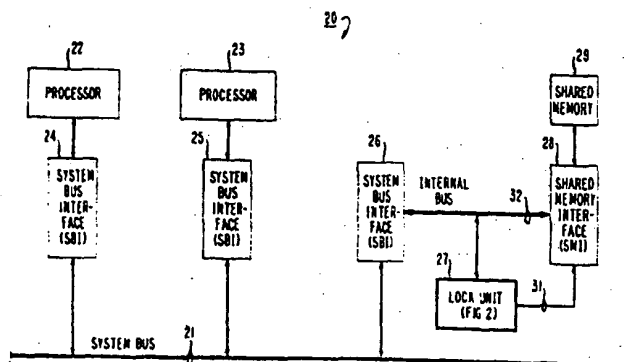 20
22
23
29
PROCESSOR
PROCESSOR
SHARED
MEMORY
24
25
26
28
SYSTEM
BUS
INTER-
FACE
(SBI)
SYSTEM
BUS
INTER-
FACE
(SBI)
SYSTEM
BUS
INTER-
FACE
(SBI)
INTERNAL
BUS
32
SHARED
MEMORY
INTER-
FACE
(SMI)
27
LOCK UNIT
(FIG 2)
31
SYSTEM BUS
21